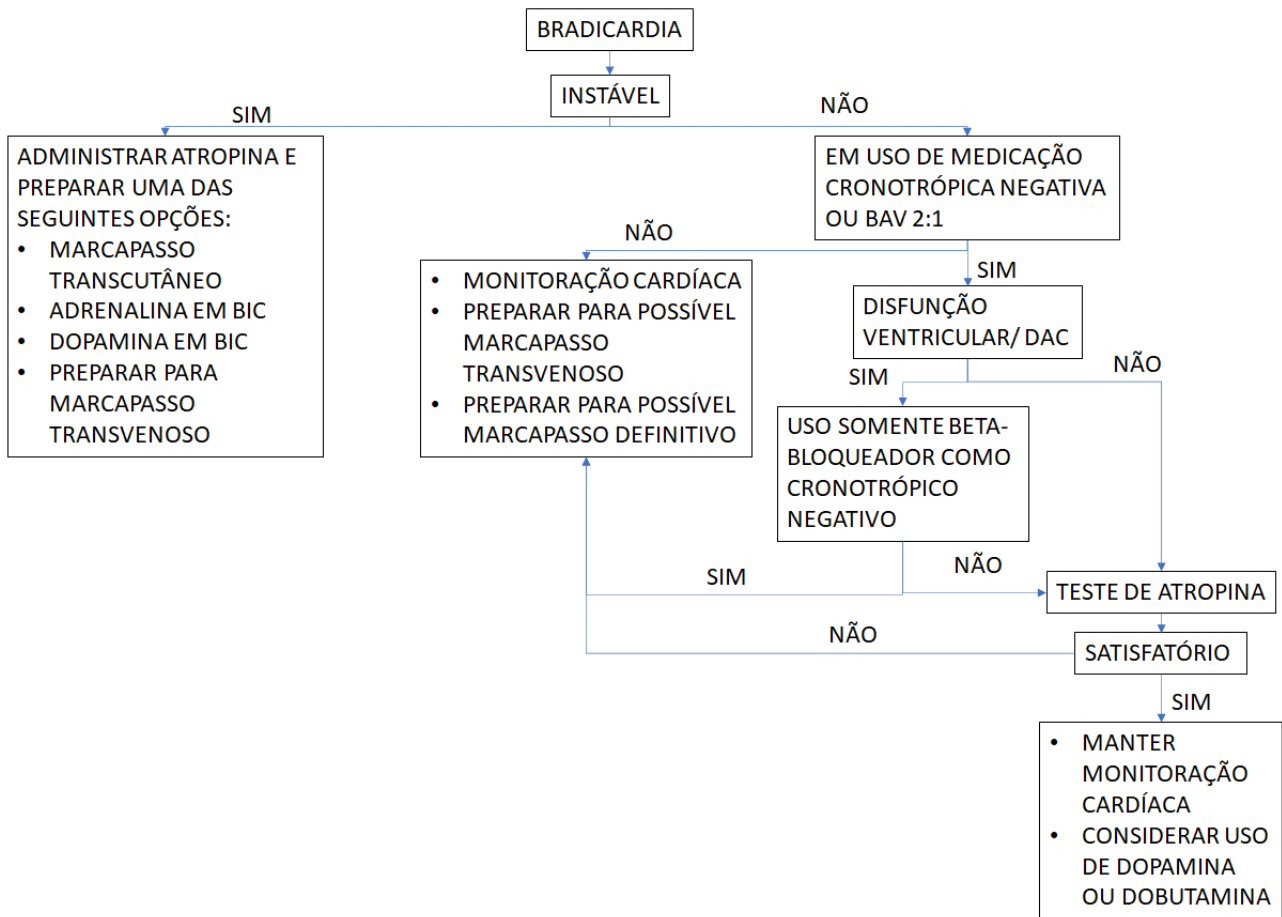 BRADICARDIA
INSTÁVEL
SIM
NÃO
ADMINISTRAR ATROPINA E
PREPARAR UMA DAS
SEGUINTES OPÇÕES:
• MARCAPASSO
TRANSCUTÂNEO
• ADRENALINA EM BIC
• DOPAMINA EM BIC
• PREPARAR PARA
MARCAPASSO
TRANSVENOSO
EM USO DE MEDICAÇÃO
CRONOTRÓPICA NEGATIVA
OU BAV 2:1
NÃO
SIM
• MONITORAÇÃO CARDÍACA
• PREPARAR PARA POSSÍVEL
MARCAPASSO
TRANSVENOSO
• PREPARAR PARA POSSÍVEL
MARCAPASSO DEFINITIVO
DISFUNÇÃO
VENTRICULAR/ DAC
SIM
NÃO
USO SOMENTE BETA-
BLOQUEADOR COMO
CRONOTRÓPICO
NEGATIVO
SIM
NÃO
TESTE DE ATROPINA
NÃO
SATISFATÓRIO
SIM
• MANTER
MONITORAÇÃO
CARDÍACA
• CONSIDERAR USO
DE DOPAMINA
OU DOBUTAMINA